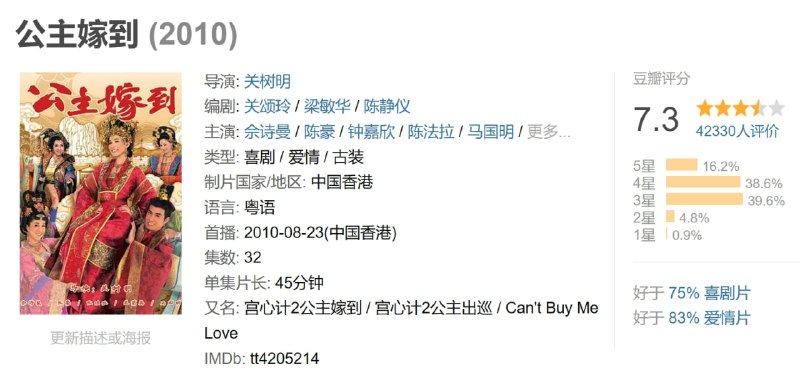 公主嫁到 (2010)
公主嫁到
导演: 关树明
编剧: 关颂玲 / 梁敏华 / 陈静仪
主演: 佘诗曼 / 陈豪 / 钟嘉欣 / 陈法拉 / 马国明 / 更多...
类型: 喜剧 / 爱情 / 古装
制片国家/地区: 中国香港
语言: 粤语
首播: 2010-08-23(中国香港)
集数: 32
单集片长: 45分钟
又名: 宫心计2公主嫁到 / 宫心计2公主出巡 / Can't Buy Me
Love
IMDb: tt4205214
更新描述或海报
豆瓣评分
7.3
42330人评价
5星 16.2%
4星 38.6%
3星 39.6%
2星 4.8%
1星 0.9%
好于 75% 喜剧片
好于 83% 爱情片